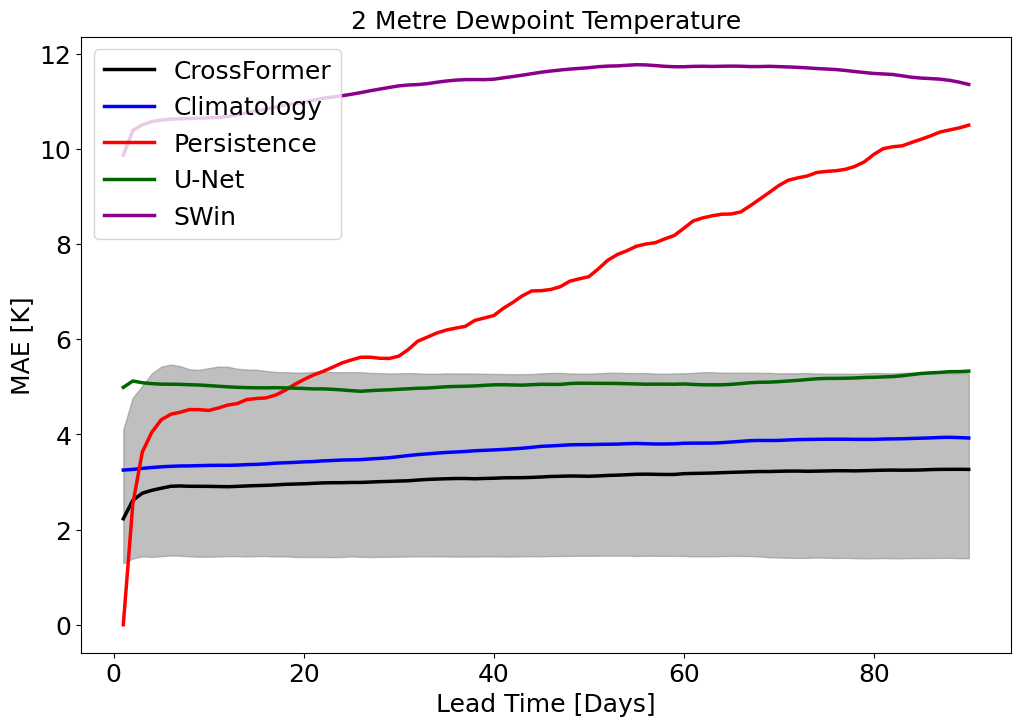 2 Metre Dewpoint Temperature
CrossFormer
Climatology
Persistence
U-Net
SWin
MAE [K]
12
10
8
6
4
2
0
0 20 40 60 80
Lead Time [Days]